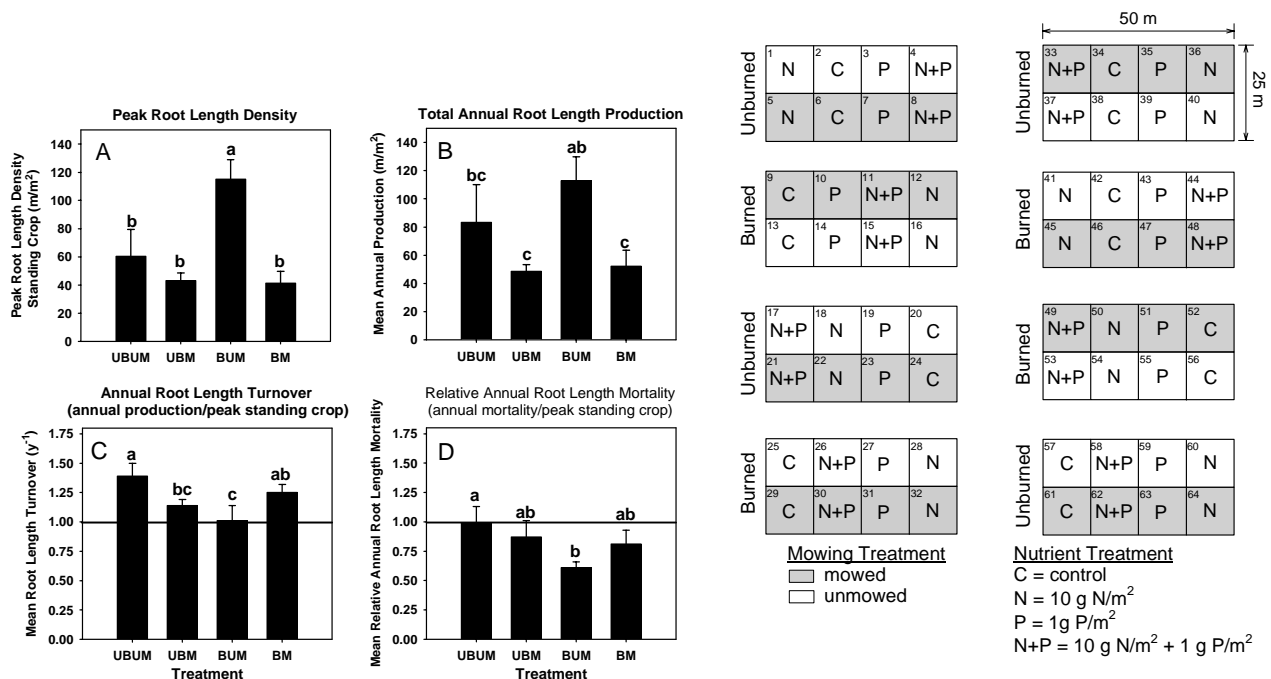 Peak Root Length Density
A
Peak Root Length Density
Standing Crop (m/m²)
140
120
100
80
60
40
20
0
b
b
a
b
UBUM UBM BUM BM
Total Annual Root Length Production
B
Mean Annual Production (m/m²)
140
120
100
80
60
40
20
0
bc
c
ab
c
UBUM UBM BUM BM
Annual Root Length Turnover
(annual production/peak standing crop)
C
Mean Root Length Turnover (y⁻¹)
1.75
1.50
1.25
1.00
0.75
0.50
0.25
0.00
a
bc
c
ab
UBUM UBM BUM BM
Treatment
Relative Annual Root Length Mortality
(annual mortality/peak standing crop)
D
Mean Relative Annual Root Length Mortality
1.75
1.50
1.25
1.00
0.75
0.50
0.25
0.00
a
ab
b
ab
UBUM UBM BUM BM
Treatment
Unburned
1 N 2 C 3 P 4 N+P
5 N 6 C 7 P 8 N+P
Burned
9 C 10 P 11 N+P 12 N
13 C 14 P 15 N+P 16 N
Unburned
17 N+P 18 N 19 P 20 C
21 N+P 22 N 23 P 24 C
Burned
25 C 26 N+P 27 P 28 N
29 C 30 N+P 31 P 32 N
Mowing Treatment
mowed
unmowed
50 m
25 m
Unburned
33 N+P 34 C 35 P 36 N
37 N+P 38 C 39 P 40 N
Burned
41 N 42 C 43 P 44 N+P
45 N 46 C 47 P 48 N+P
Burned
49 N+P 50 N 51 P 52 C
53 N+P 54 N 55 P 56 C
Unburned
57 C 58 N+P 59 P 60 N
61 C 62 N+P 63 P 64 N
Nutrient Treatment
C = control
N = 10 g N/m²
P = 1g P/m²
N+P = 10 g N/m² + 1 g P/m²